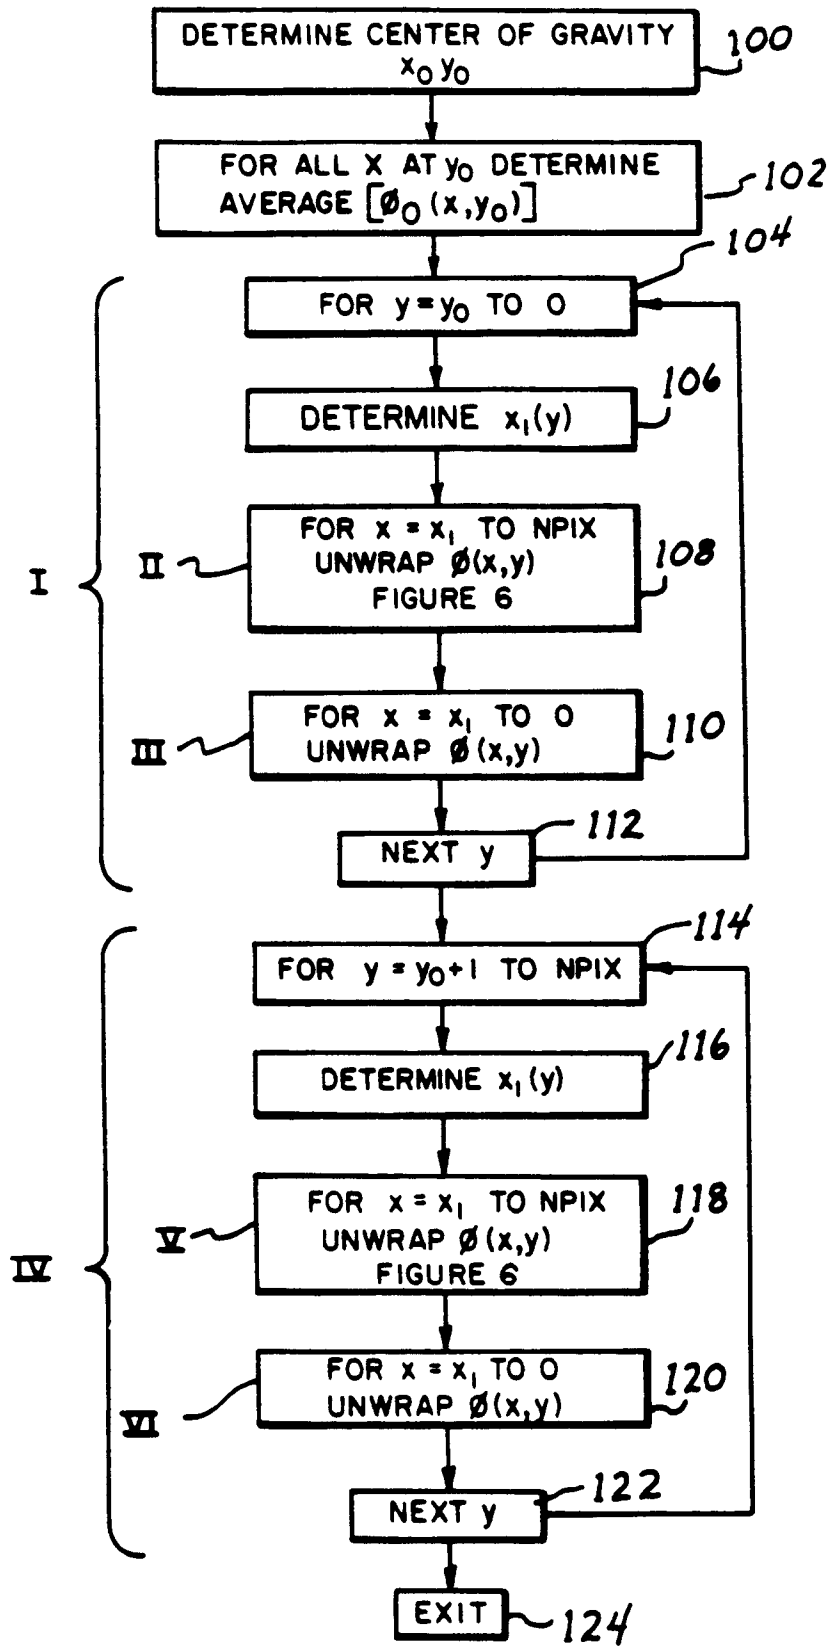 DETERMINE CENTER OF GRAVITY
x₀ y₀
100
FOR ALL X AT y₀ DETERMINE
AVERAGE [ø₀ (x,y₀)]
102
104
FOR y = y₀ TO 0
106
DETERMINE x₁(y)
I
II
FOR x = x₁ TO NPIX
UNWRAP ø(x,y)
FIGURE 6
108
III
FOR x = x₁ TO 0
UNWRAP ø(x,y)
110
112
NEXT y
114
FOR y = y₀+1 TO NPIX
116
DETERMINE x₁(y)
IV
V
FOR x = x₁ TO NPIX
UNWRAP ø(x,y)
FIGURE 6
118
VI
FOR x = x₁ TO 0
UNWRAP ø(x,y)
120
NEXT y
122
EXIT
124